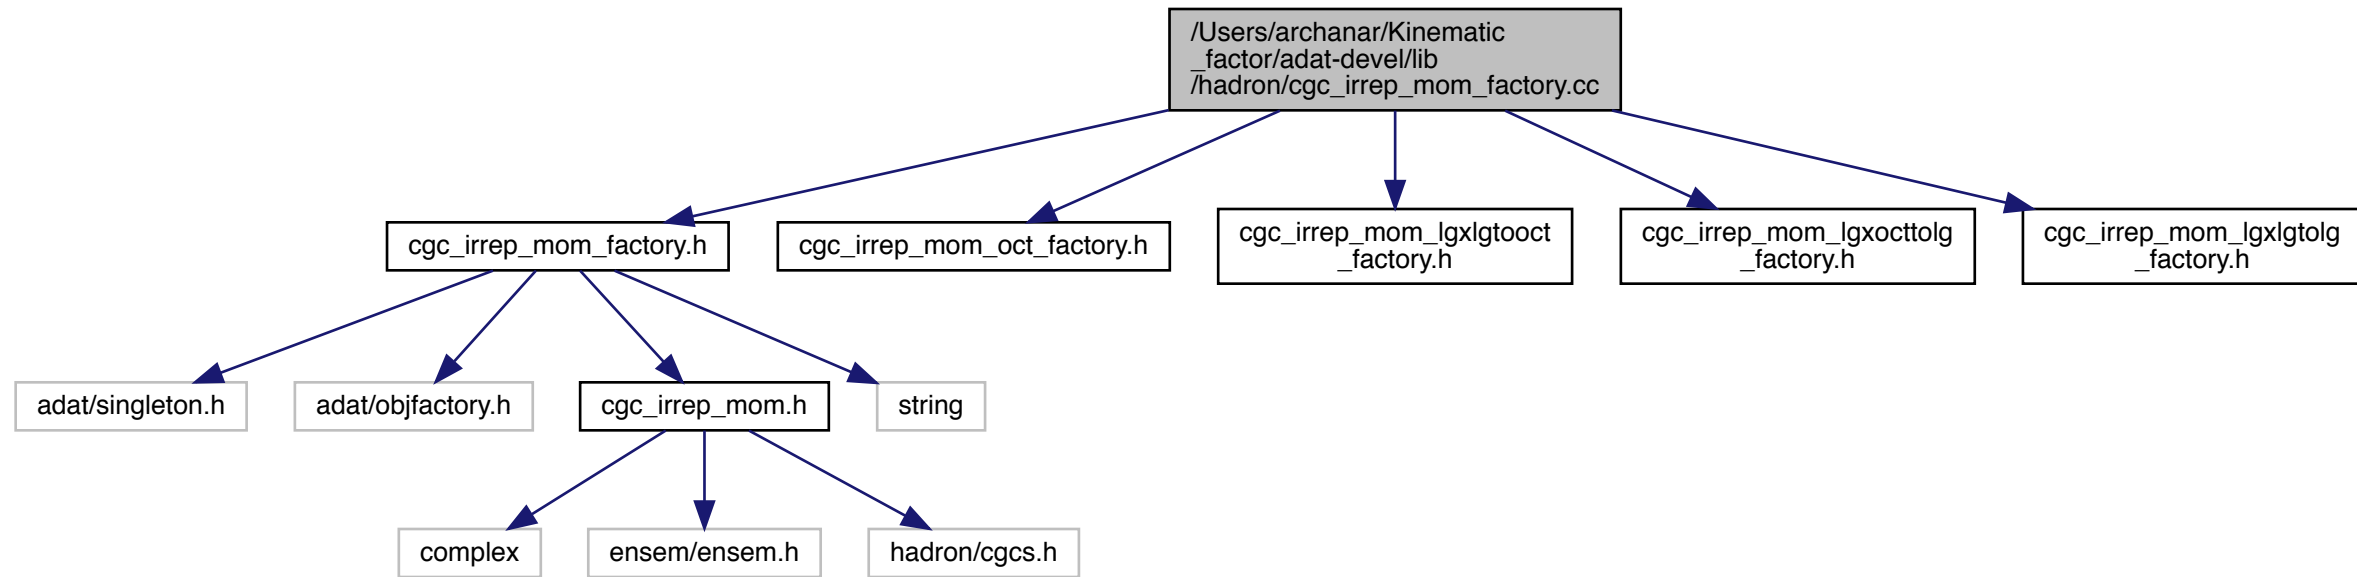 /Users/archanar/Kinematic
_factor/adat-devel/lib
/hadron/cgc_irrep_mom_factory.cc
cgc_irrep_mom_factory.h
cgc_irrep_mom_oct_factory.h
cgc_irrep_mom_lgxlgtooct
_factory.h
cgc_irrep_mom_lgxocttolg
_factory.h
cgc_irrep_mom_lgxlgtolg
_factory.h
adat/singleton.h
adat/objfactory.h
cgc_irrep_mom.h
string
complex
ensem/ensem.h
hadron/cgcs.h